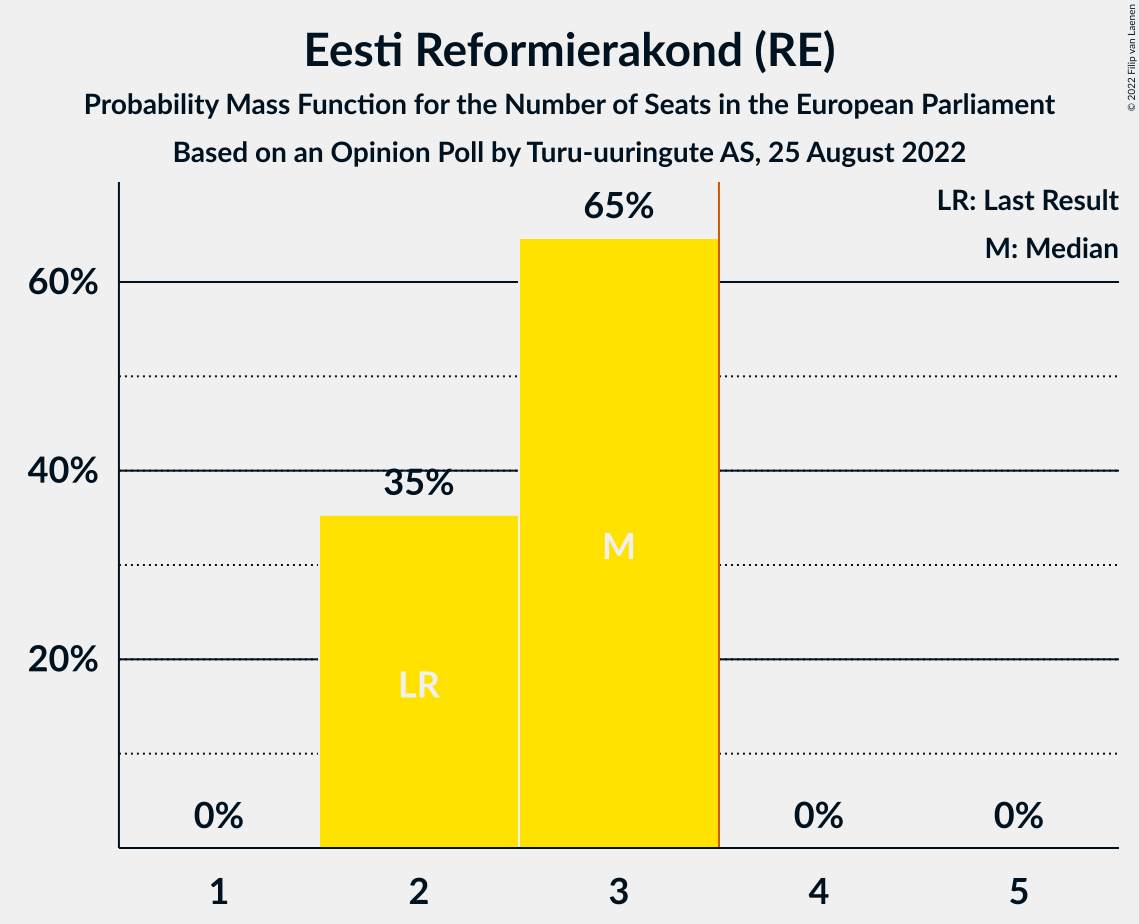 Eesti Reformierakond (RE)
Probability Mass Function for the Number of Seats in the European Parliament
Based on an Opinion Poll by Turu-uuringute AS, 25 August 2022
© 2022 Filip van Laenen
LR: Last Result
M: Median
65%
60%
40%
35%
M
20%
LR
0%
0%
0%
1
2
3
4
5